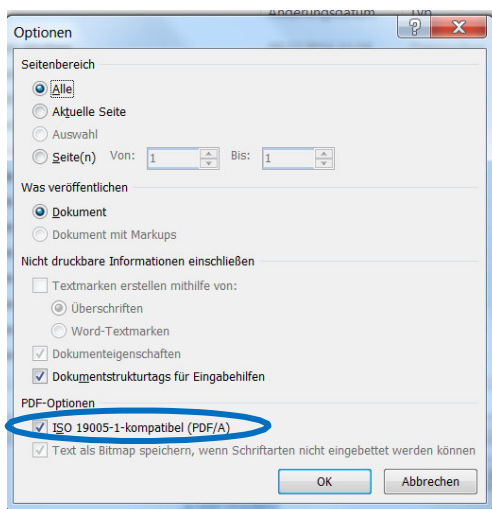 Änderungsdatum Typ
Optionen
Seitenbereich
Alle
Aktuelle Seite
Auswahl
Seite(n) Von: 1 Bis: 1
Was veröffentlichen
Dokument
Dokument mit Markups
Nicht druckbare Informationen einschließen
Textmarken erstellen mithilfe von:
Überschriften
Word-Textmarken
Dokumenteigenschaften
Dokumentstrukturtags für Eingabehilfen
PDF-Optionen
ISO 19005-1-kompatibel (PDF/A)
Text als Bitmap speichern, wenn Schriftarten nicht eingebettet werden können
OK Abbrechen